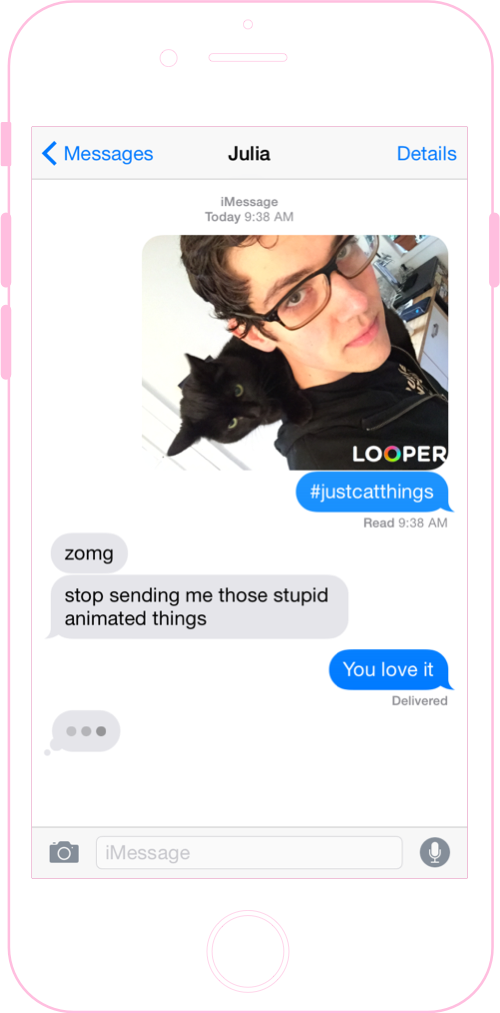 Messages
Julia
Details
iMessage
Today 9:38 AM
LOOPER
#justcatthings
Read 9:38 AM
zomg
stop sending me those stupid
animated things
You love it
Delivered
iMessage